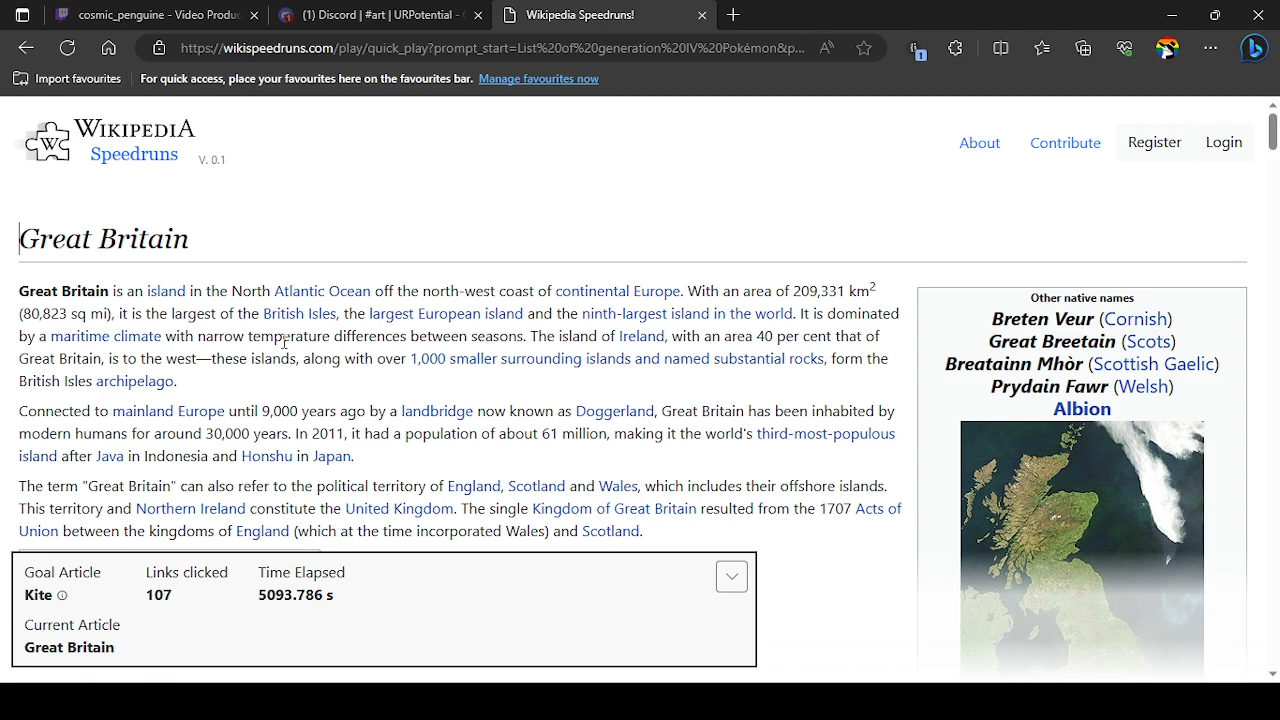 cosmic_penguine - Video Produc
(1) Discord | #art | URPotential -
Wikipedia Speedruns!
https://wikispeedruns.com/play/quick_play?prompt_start=List%20of%20generation%20IV%20Pokémon&p...
1
Import favourites
For quick access, place your favourites here on the favourites bar. Manage favourites now
WIKIPEDIA
Speedruns V. 0.1
About Contribute Register Login
Great Britain
Great Britain is an island in the North Atlantic Ocean off the north-west coast of continental Europe. With an area of 209,331 km²
(80,823 sq mi), it is the largest of the British Isles, the largest European island and the ninth-largest island in the world. It is dominated
by a maritime climate with narrow temperature differences between seasons. The island of Ireland, with an area 40 per cent that of
Great Britain, is to the west—these islands, along with over 1,000 smaller surrounding islands and named substantial rocks, form the
British Isles archipelago.
Connected to mainland Europe until 9,000 years ago by a landbridge now known as Doggerland, Great Britain has been inhabited by
modern humans for around 30,000 years. In 2011, it had a population of about 61 million, making it the world's third-most-populous
island after Java in Indonesia and Honshu in Japan.
The term "Great Britain" can also refer to the political territory of England, Scotland and Wales, which includes their offshore islands.
This territory and Northern Ireland constitute the United Kingdom. The single Kingdom of Great Britain resulted from the 1707 Acts of
Union between the kingdoms of England (which at the time incorporated Wales) and Scotland.
Other native names
Breten Veur (Cornish)
Great Breetain (Scots)
Breatainn Mhòr (Scottish Gaelic)
Prydain Fawr (Welsh)
Albion
Goal Article Links clicked Time Elapsed
Kite 107 5093.786 s
Current Article
Great Britain